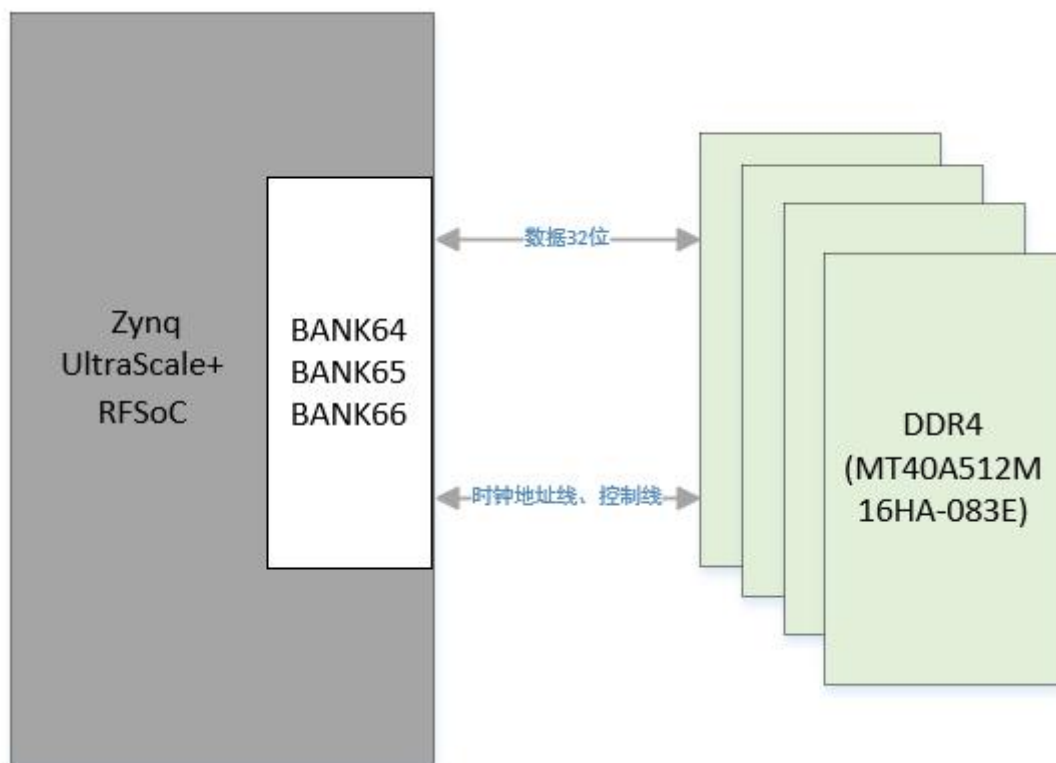 数据32位
Zynq
UltraScale+
RFSoC
BANK64
BANK65
BANK66
DDR4
(MT40A512M
16HA-083E)
时钟地址线、控制线